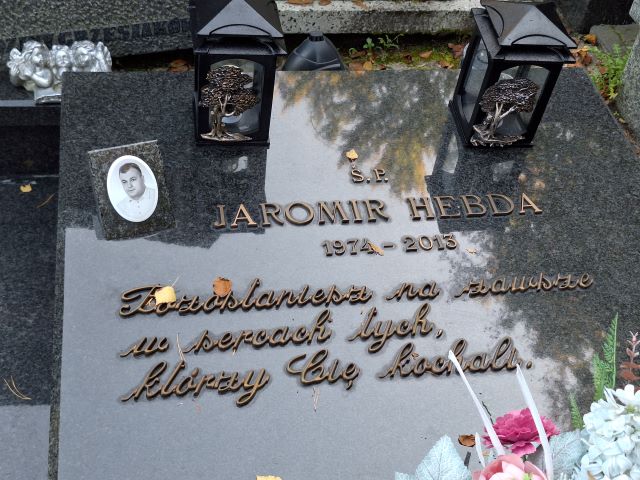 Ś.P.
JAROMIR HEBDA
1974 - 2013
Pozostaniesz na zawsze
w sercach tych,
którzy Cię kochali.